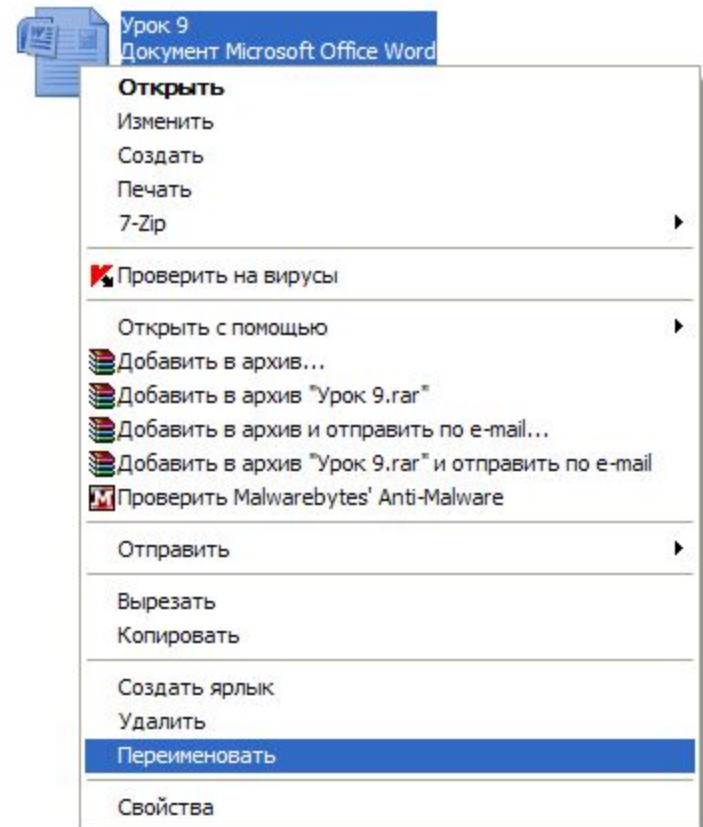 Урок 9
Документ Microsoft Office Word
Открыть
Изменить
Создать
Печать
7-Zip
Проверить на вирусы
Открыть с помощью
Добавить в архив...
Добавить в архив "Урок 9.rar"
Добавить в архив и отправить по e-mail...
Добавить в архив "Урок 9.rar" и отправить по e-mail
Проверить Malwarebytes' Anti-Malware
Отправить
Вырезать
Копировать
Создать ярлык
Удалить
Переименовать
Свойства